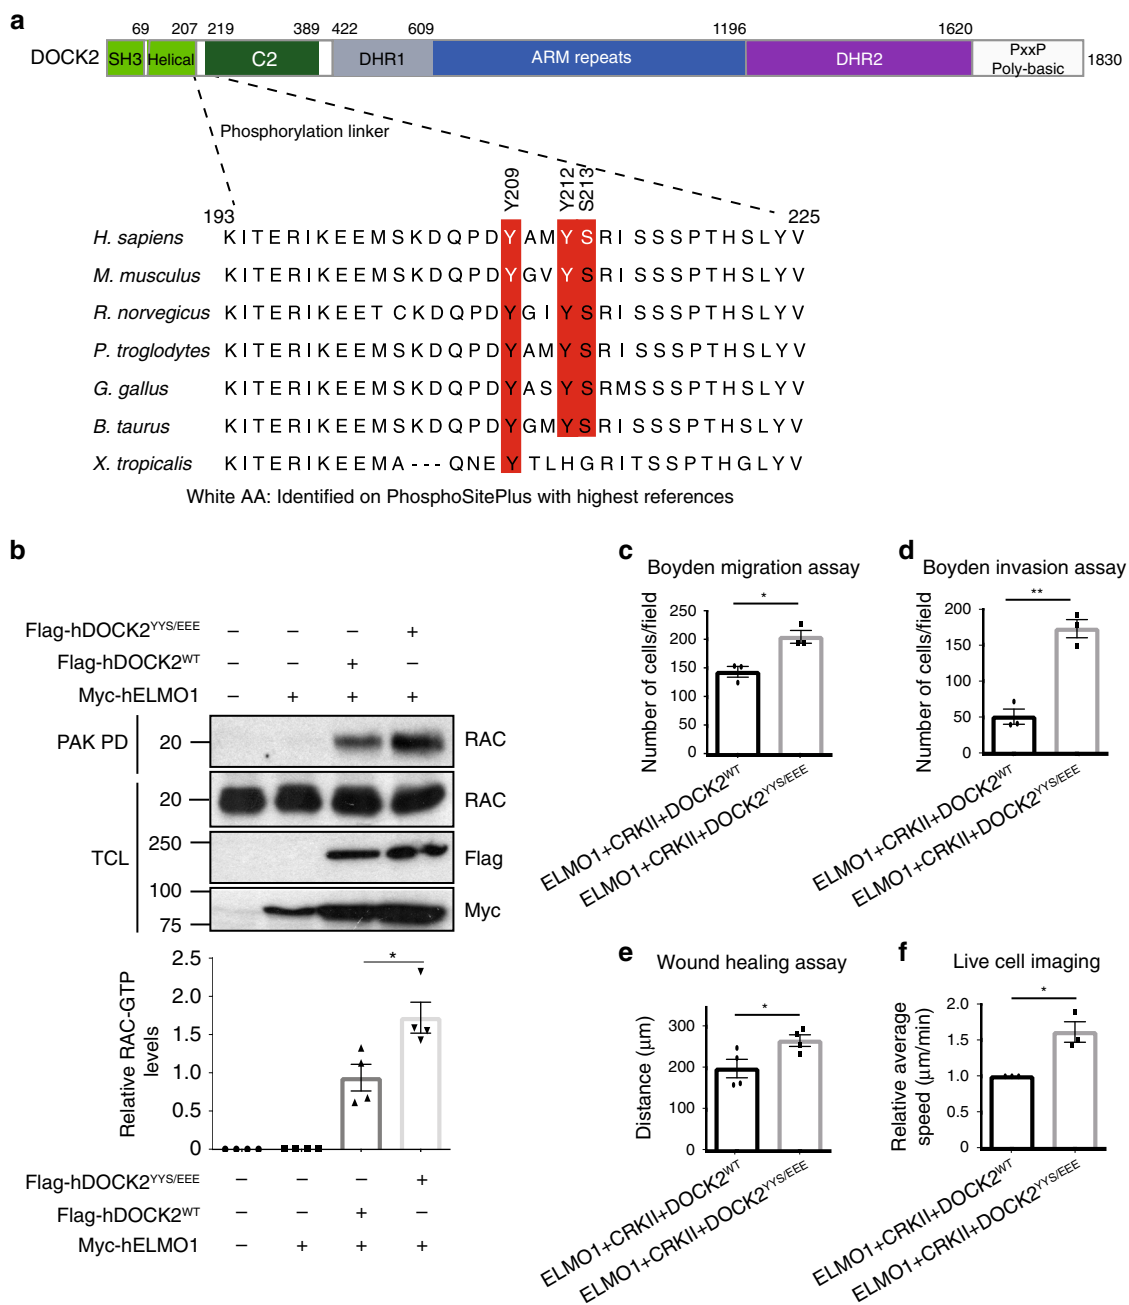 a
69 207 219 389 422 609 1196 1620
DOCK2 SH3 Helical C2 DHR1 ARM repeats DHR2 PxxP Poly-basic 1830
Phosphorylation linker
Y209 Y212 S213
193 225
H. sapiens KITERIKEEMSKDQPDYAMYSRISSSPTHSLYV
M. musculus KITERIKEEMSKDQPDYGVYSRISSSPTHSLYV
R. norvegicus KITERIKEETCKDQPDYGIYSRISSSPTHSLYV
P. troglodytes KITERIKEEMSKDQPDYAMYSRISSSPTHSLYV
G. gallus KITERIKEEMSKDQPDYASYSRMSSSPTHSLYV
B. taurus KITERIKEEMSKDQPDYGMYSRISSSPTHSLYV
X. tropicalis KITERIKEEMA---QNEYTLHGRITSSPTHGLYV
White AA: Identified on PhosphoSitePlus with highest references
b
Flag-hDOCK2YYS/EEE – – – +
Flag-hDOCK2WT – – + –
Myc-hELMO1 – + + +
PAK PD 20 RAC
20 RAC
TCL 250 Flag
100
75 Myc
Relative RAC-GTP levels
2.5
2.0
1.5
1.0
0.5
0
*
Flag-hDOCK2YYS/EEE – – – +
Flag-hDOCK2WT – – + –
Myc-hELMO1 – + + +
c
Boyden migration assay
Number of cells/field
250
200
150
100
50
0
*
ELMO1+CRKII+DOCK2WT
ELMO1+CRKII+DOCK2YYS/EEE
d
Boyden invasion assay
Number of cells/field
200
150
100
50
0
**
ELMO1+CRKII+DOCK2WT
ELMO1+CRKII+DOCK2YYS/EEE
e
Wound healing assay
Distance (μm)
300
200
100
0
*
ELMO1+CRKII+DOCK2WT
ELMO1+CRKII+DOCK2YYS/EEE
f
Live cell imaging
Relative average speed (μm/min)
2.0
1.5
1.0
0.5
0
*
ELMO1+CRKII+DOCK2WT
ELMO1+CRKII+DOCK2YYS/EEE